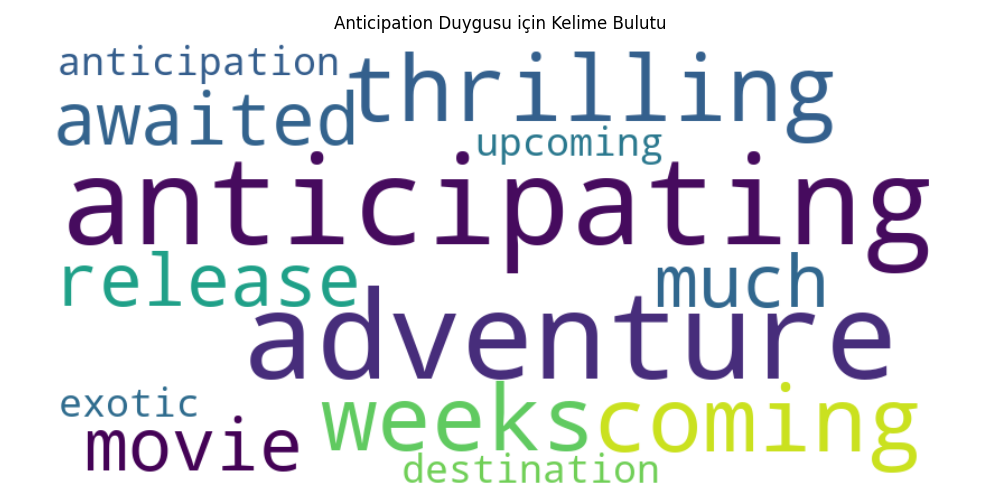 Anticipation Duygusu için Kelime Bulutu
anticipation
thrilling
awaited
upcoming
anticipating
release
much
adventure
exotic
weeks
coming
movie
destination